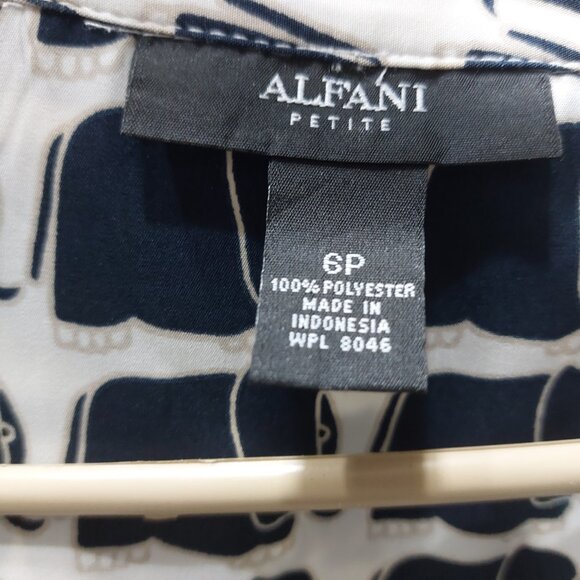 ALFANI
PETITE
6P
100% POLYESTER
MADE IN
INDONESIA
WPL 8046